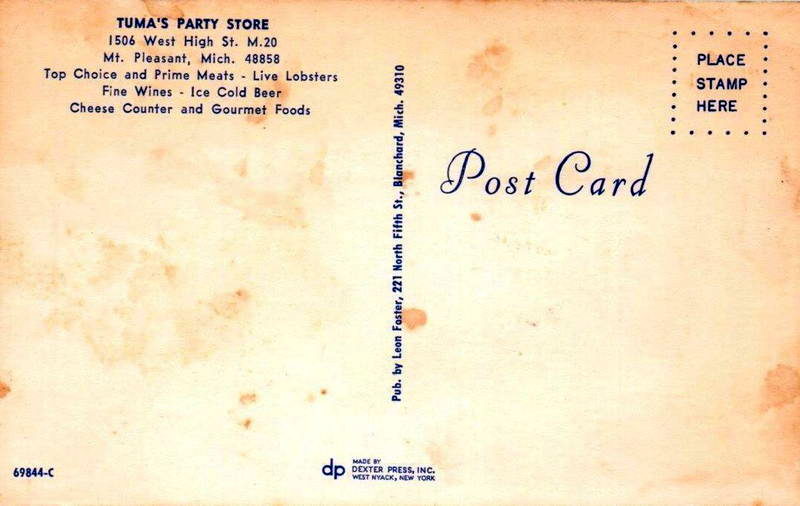 TUMA'S PARTY STORE
1506 West High St. M.20
Mt. Pleasant, Mich. 48858
Top Choice and Prime Meats - Live Lobsters
Fine Wines - Ice Cold Beer
Cheese Counter and Gourmet Foods
Pub. by Leon Foster, 221 North Fifth St., Blanchard, Mich. 49310
PLACE
STAMP
HERE
Post Card
69844-C
dp
MADE BY
DEXTER PRESS, INC.
WEST NYACK, NEW YORK